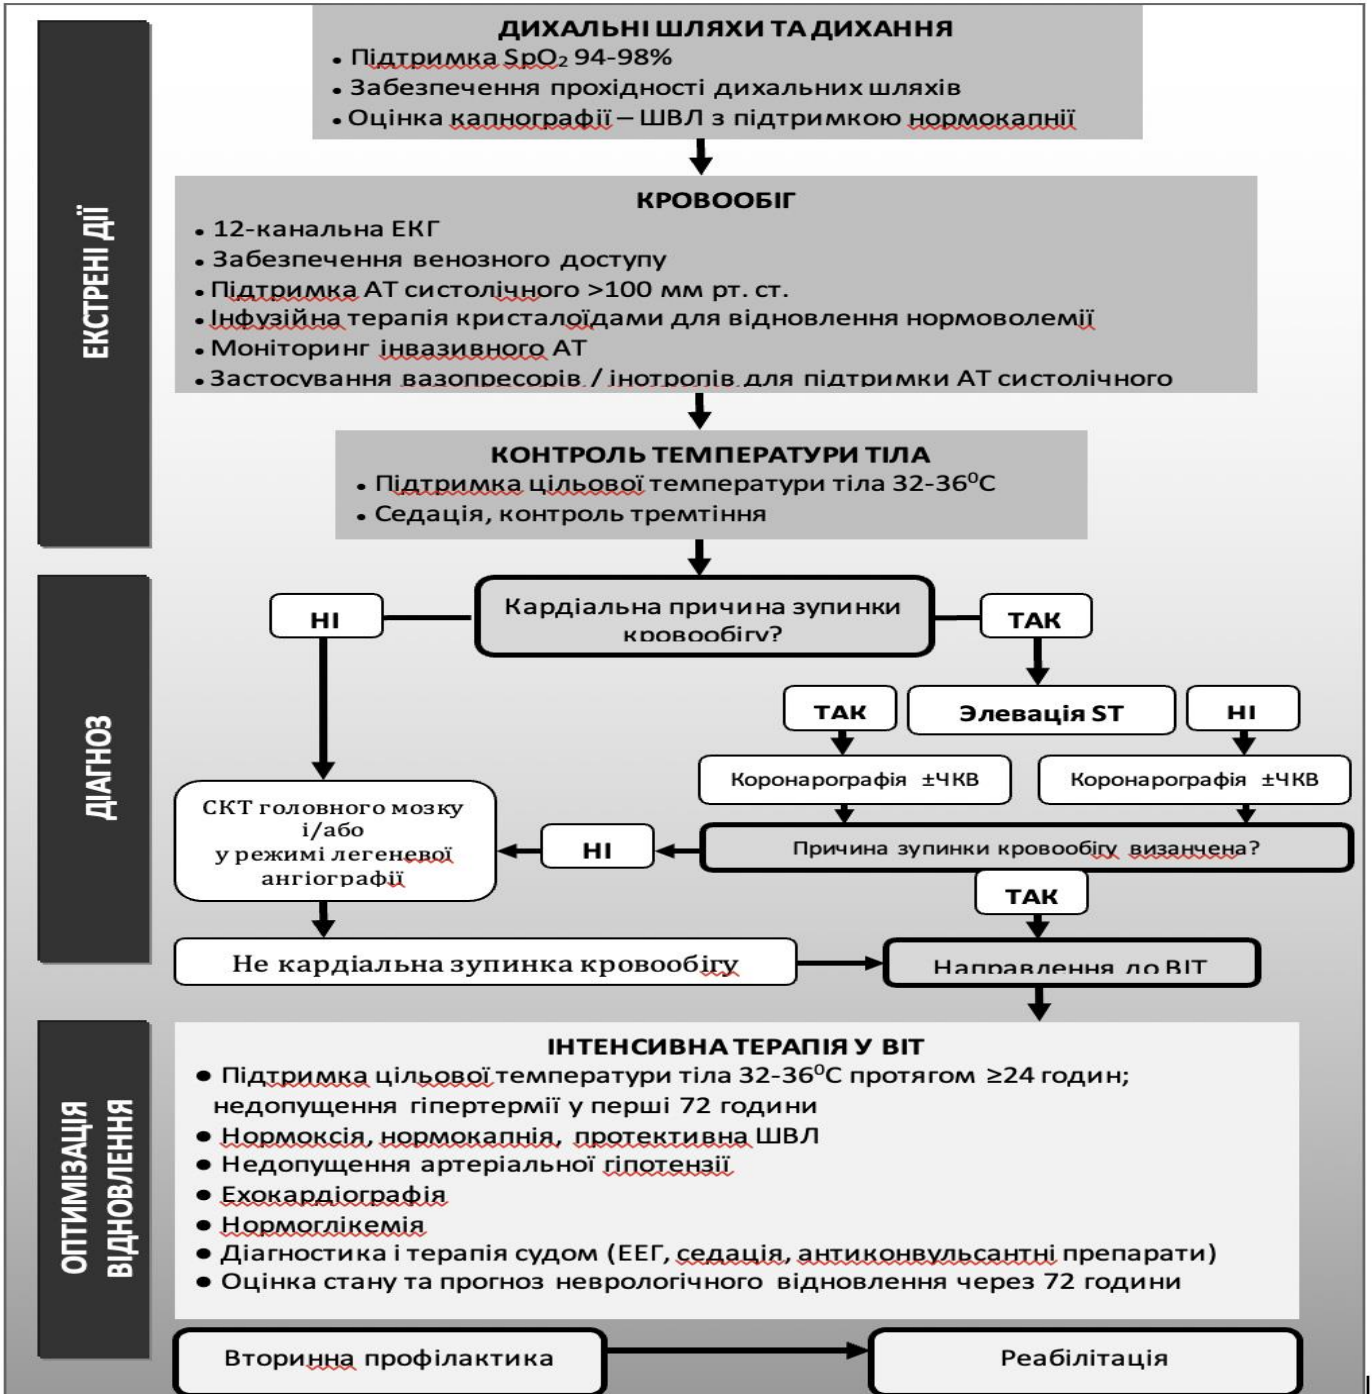 ЕКСТРЕНІ ДІЇ
ДИХАЛЬНІ ШЛЯХИ ТА ДИХАННЯ
• Підтримка SpO₂ 94-98%
• Забезпечення прохідності дихальних шляхів
• Оцінка капнографії – ШВЛ з підтримкою нормокапнії
КРОВООБІГ
• 12-канальна ЕКГ
• Забезпечення венозного доступу
• Підтримка АТ систолічного >100 мм рт. ст.
• Інфузійна терапія кристалоїдами для відновлення нормоволемії
• Моніторинг інвазивного АТ
• Застосування вазопресорів / інотропів для підтримки АТ систолічного
КОНТРОЛЬ ТЕМПЕРАТУРИ ТІЛА
• Підтримка цільової температури тіла 32-36⁰С
• Седація, контроль тремтіння
ДІАГНОЗ
Кардіальна причина зупинки
кровообігу?
НІ
ТАК
ТАК
Элевація ST
НІ
Коронарографія ±ЧКВ
Коронарографія ±ЧКВ
СКТ головного мозку
і/або
у режимі легеневої
ангіографії
НІ
Причина зупинки кровообігу визанчена?
ТАК
Не кардіальна зупинка кровообігу
Направлення до ВІТ
ОПТИМІЗАЦІЯ
ВІДНОВЛЕННЯ
ІНТЕНСИВНА ТЕРАПІЯ У ВІТ
• Підтримка цільової температури тіла 32-36⁰С протягом ≥24 годин;
недопущення гіпертермії у перші 72 години
• Нормоксія, нормокапнія, протективна ШВЛ
• Недопущення артеріальної гіпотензії
• Ехокардіографія
• Нормоглікемія
• Діагностика і терапія судом (ЕЕГ, седація, антиконвульсантні препарати)
• Оцінка стану та прогноз неврологічного відновлення через 72 години
Вторинна профілактика
Реабілітація